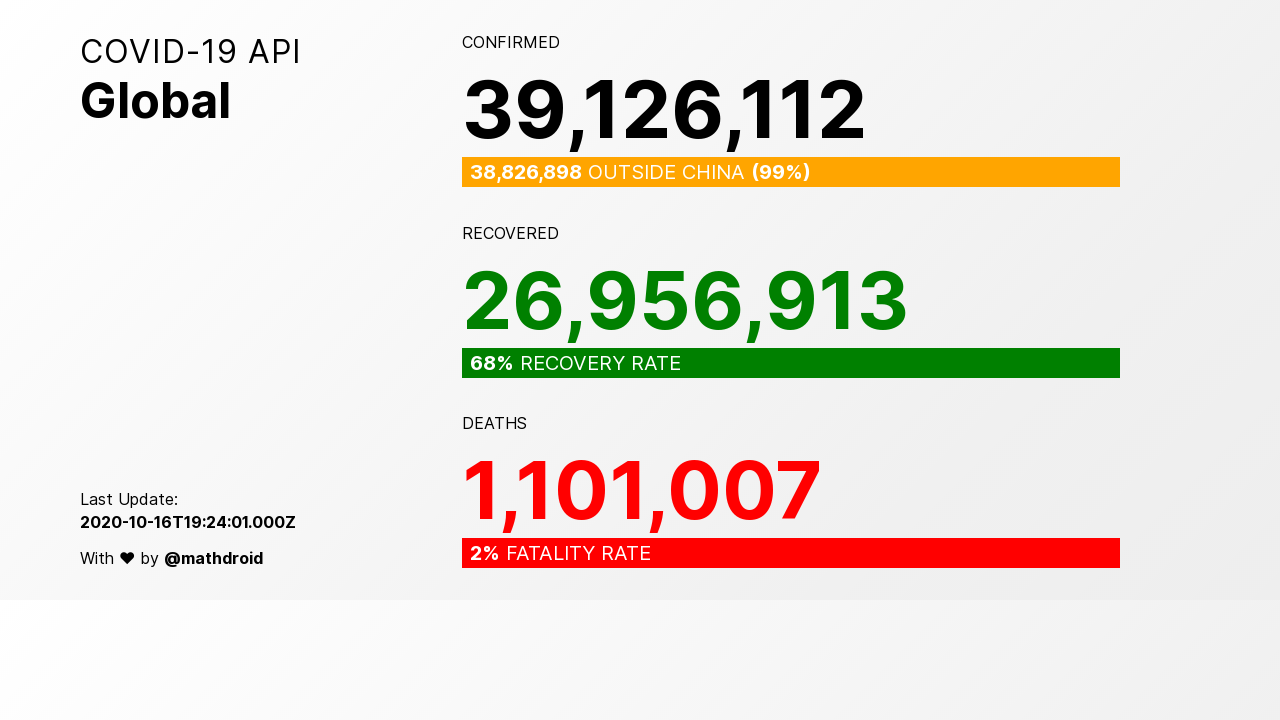 COVID-19 API
Global
CONFIRMED
39,126,112
38,826,898 OUTSIDE CHINA (99%)
RECOVERED
26,956,913
68% RECOVERY RATE
DEATHS
1,101,007
2% FATALITY RATE
Last Update:
2020-10-16T19:24:01.000Z
With ♥ by @mathdroid